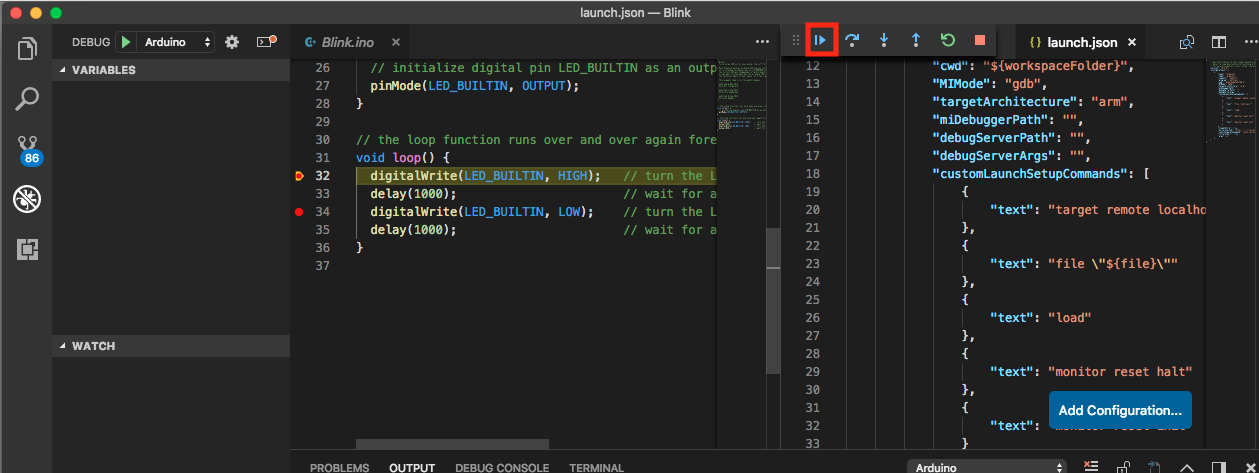 launch.json — Blink
DEBUG Arduino
VARIABLES
86
WATCH
Blink.ino
26 // initialize digital pin LED_BUILTIN as an outp
27 pinMode(LED_BUILTIN, OUTPUT);
28 }
29
30 // the loop function runs over and over again fore
31 void loop() {
32 digitalWrite(LED_BUILTIN, HIGH); // turn the L
33 delay(1000); // wait for a
34 digitalWrite(LED_BUILTIN, LOW); // turn the L
35 delay(1000); // wait for a
36 }
37
{ } launch.json
12 "cwd": "${workspaceFolder}",
13 "MIMode": "gdb",
14 "targetArchitecture": "arm",
15 "miDebuggerPath": "",
16 "debugServerPath": "",
17 "debugServerArgs": "",
18 "customLaunchSetupCommands": [
19 {
20 "text": "target remote localho
21 },
22 {
23 "text": "file \"${file}\""
24 },
25 {
26 "text": "load"
27 },
28 {
29 "text": "monitor reset halt"
30 },
31 {
32 "text":
33 }
Add Configuration...
PROBLEMS OUTPUT DEBUG CONSOLE TERMINAL Arduino